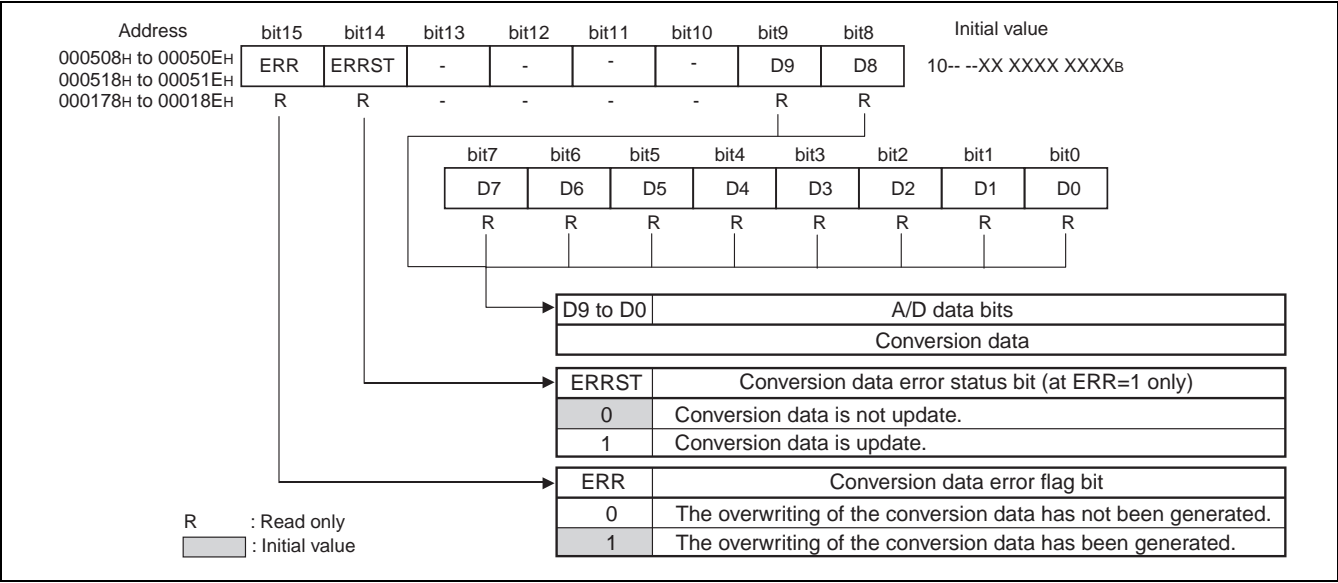 Address bit15 bit14 bit13 bit12 bit11 bit10 bit9 bit8 Initial value
000508H to 00050EH ERR ERRST - - - - D9 D8 10-- --XX XXXX XXXXB
000518H to 00051EH
000178H to 00018EH R R - - - - R R
bit7 bit6 bit5 bit4 bit3 bit2 bit1 bit0
D7 D6 D5 D4 D3 D2 D1 D0
R R R R R R R R
D9 to D0 A/D data bits
Conversion data
ERRST Conversion data error status bit (at ERR=1 only)
0 Conversion data is not update.
1 Conversion data is update.
ERR Conversion data error flag bit
0 The overwriting of the conversion data has not been generated.
1 The overwriting of the conversion data has been generated.
R : Read only
: Initial value